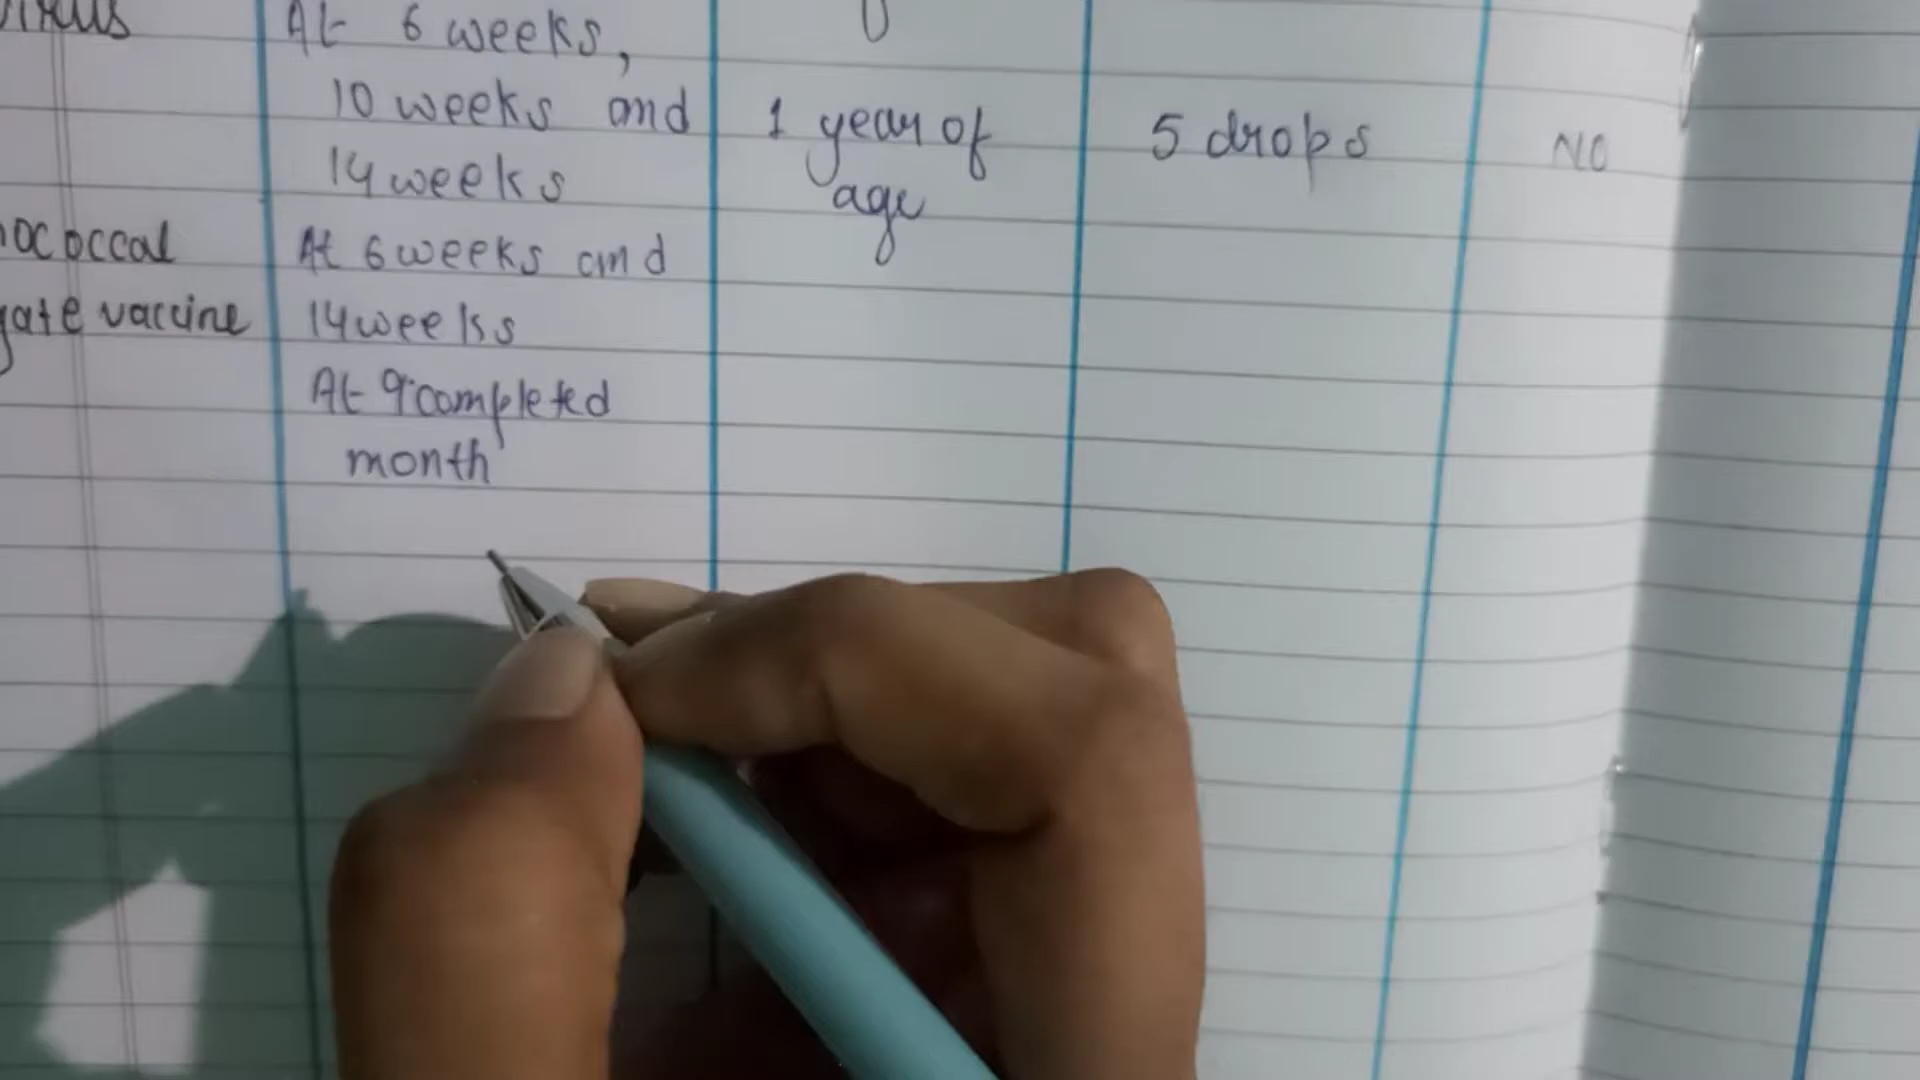 At 6 weeks,
10 weeks and
14 weeks
1 year of
age
5 drops
NO
ococcal
gate vaccine
At 6 weeks and
14 weeks
At 9 completed
month